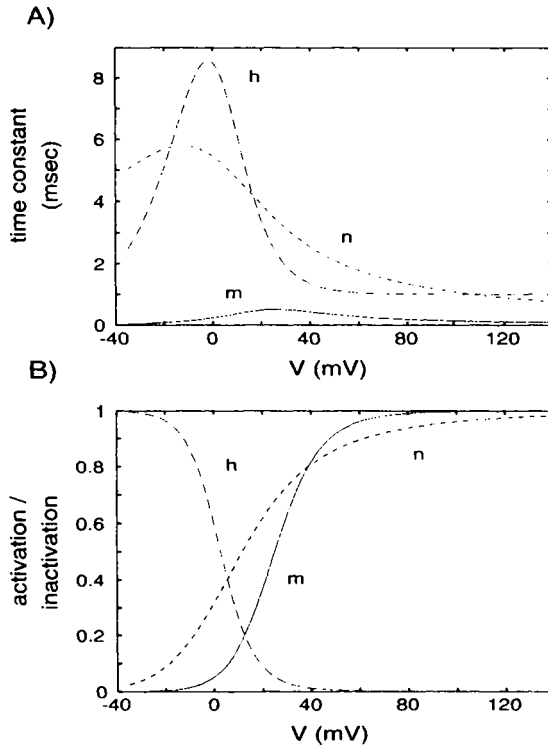 A)
8
6
4
2
0
time constant
(msec)
h
n
m
-40
0
40
80
120
V (mV)
B)
1
0.8
0.6
0.4
0.2
0
activation /
inactivation
h
n
m
-40
0
40
80
120
V (mV)